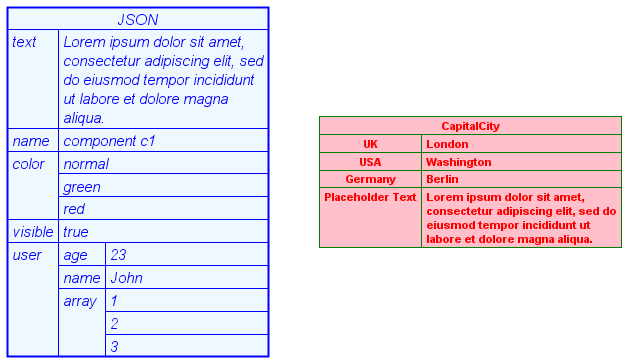 JSON
text Lorem ipsum dolor sit amet,
consectetur adipiscing elit, sed
do eiusmod tempor incididunt
ut labore et dolore magna
aliqua.
name component c1
color normal
green
red
visible true
user age 23
name John
array 1
2
3
CapitalCity
UK London
USA Washington
Germany Berlin
Placeholder Text Lorem ipsum dolor sit amet,
consectetur adipiscing elit, sed do
eiusmod tempor incididunt ut
labore et dolore magna aliqua.